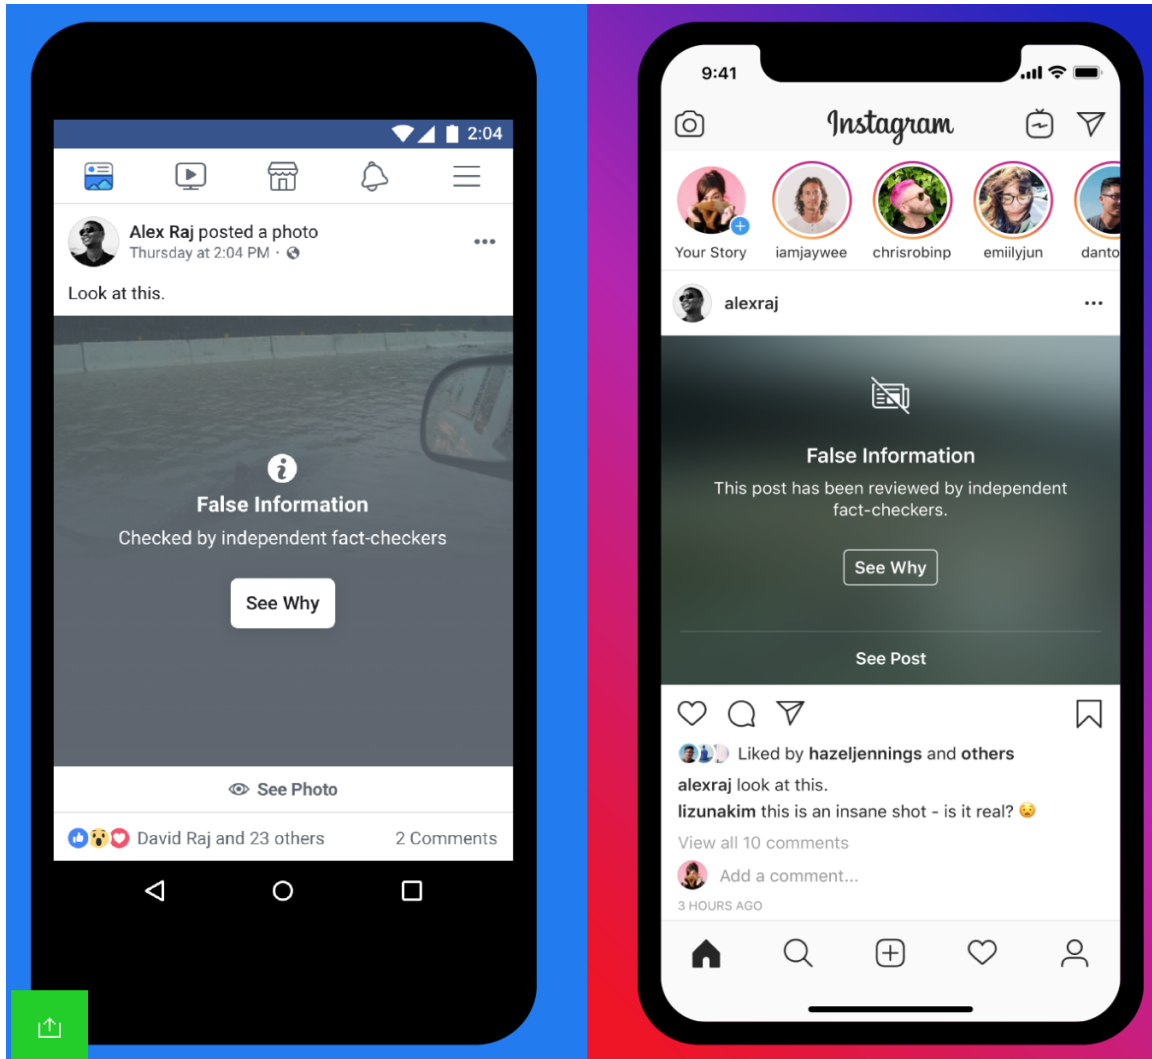 2:04
Alex Raj posted a photo
Thursday at 2:04 PM ·
Look at this.
False Information
Checked by independent fact-checkers
See Why
See Photo
David Raj and 23 others
2 Comments
9:41
Instagram
Your Story
iamjaywee
chrisrobinp
emiilyjun
danto
alexraj
False Information
This post has been reviewed by independent
fact-checkers.
See Why
See Post
Liked by hazeljennings and others
alexraj look at this.
lizunakim this is an insane shot - is it real? 😧
View all 10 comments
Add a comment...
3 HOURS AGO